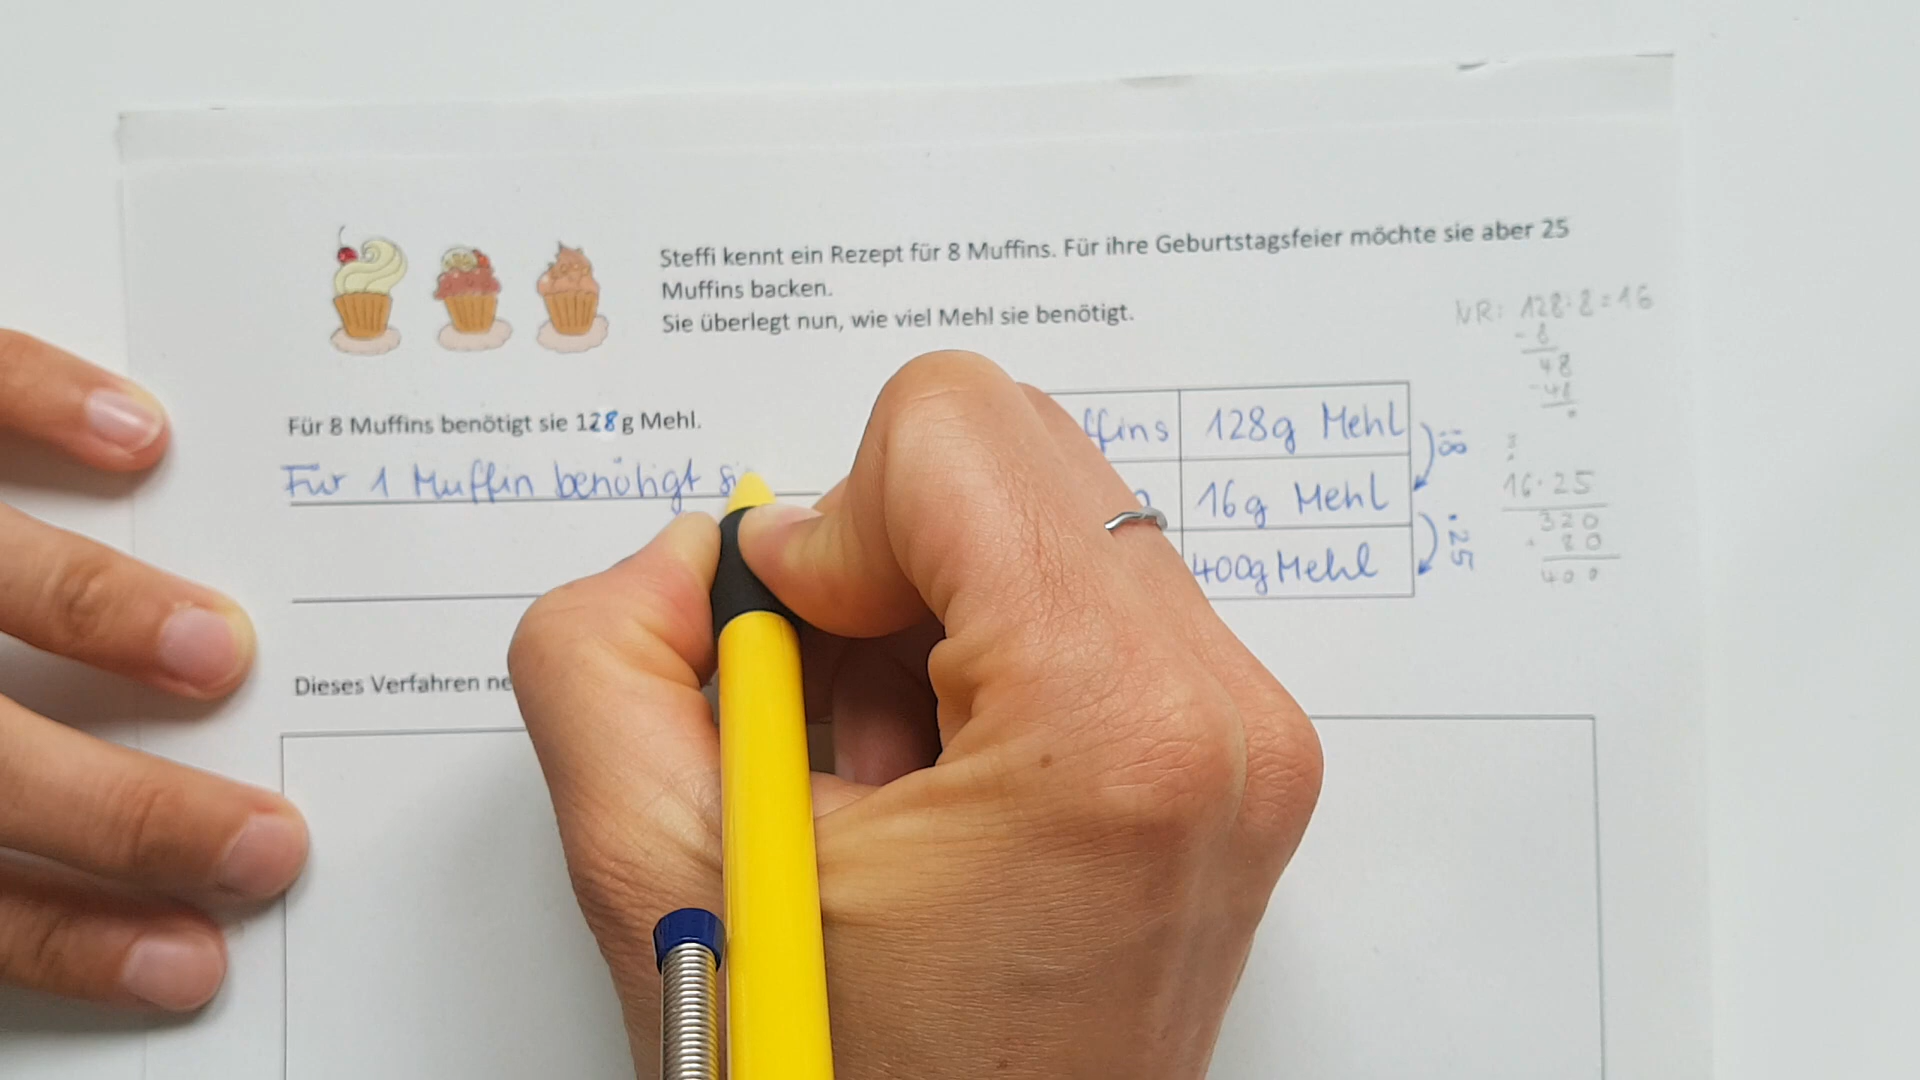 Steffi kennt ein Rezept für 8 Muffins. Für ihre Geburtstagsfeier möchte sie aber 25
Muffins backen.
Sie überlegt nun, wie viel Mehl sie benötigt.
NR: 128:8=16
- 8
48
-48
0
Für 8 Muffins benötigt sie 128g Mehl.
Für 1 Muffin benötigt si
ffins 128g Mehl
:8
16g Mehl
·25
400g Mehl
16·25
320
+ 80
400
Dieses Verfahren ne